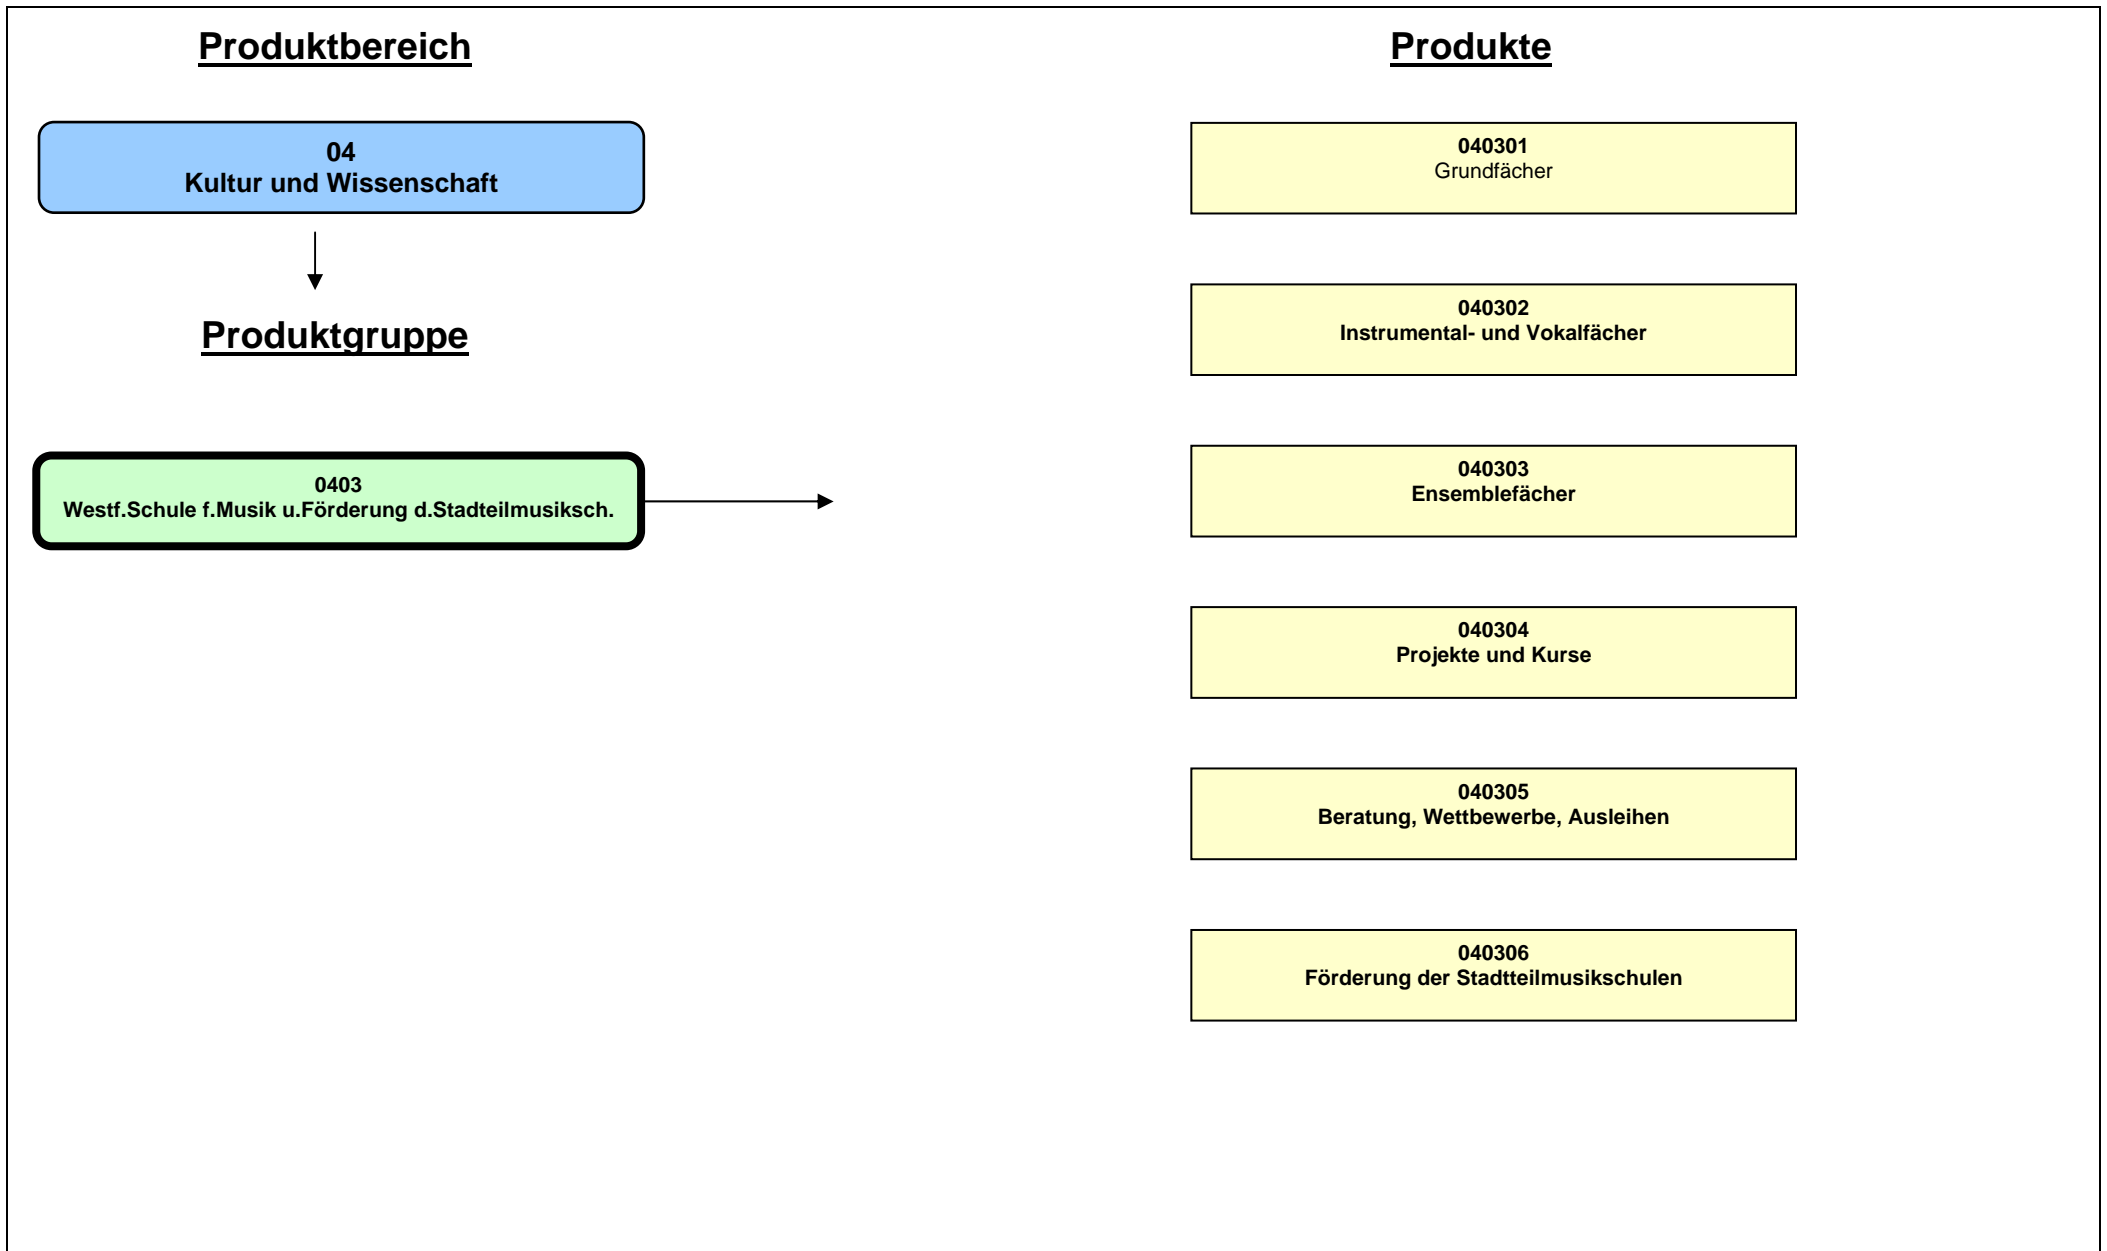 Produktbereich
04
Kultur und Wissenschaft
Produktgruppe
0403
Westf.Schule f.Musik u.Förderung d.Stadteilmusiksch.
Produkte
040301
Grundfächer
040302
Instrumental- und Vokalfächer
040303
Ensemblefächer
040304
Projekte und Kurse
040305
Beratung, Wettbewerbe, Ausleihen
040306
Förderung der Stadtteilmusikschulen